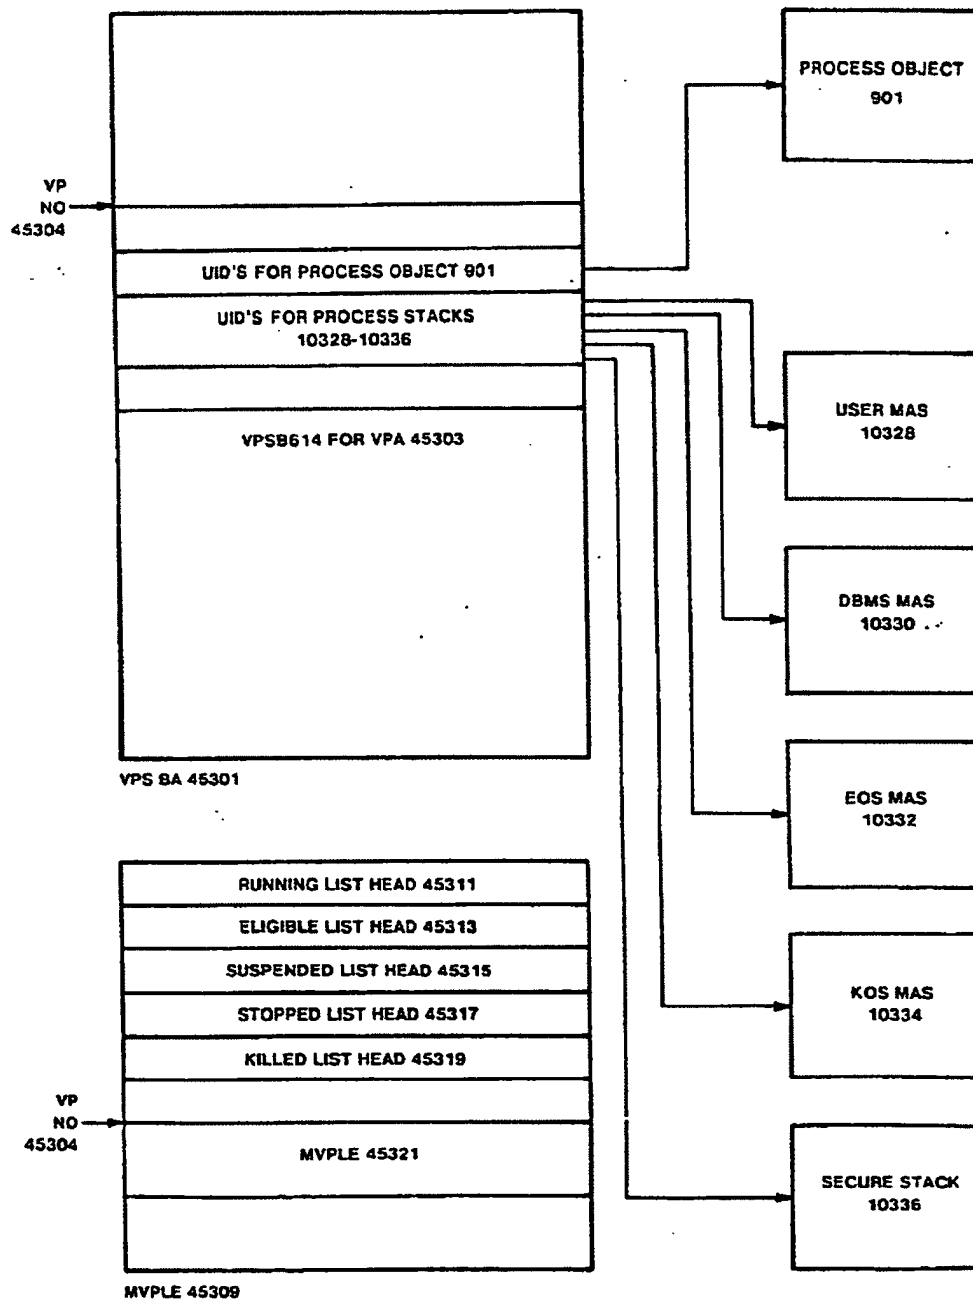 PROCESS OBJECT
901
VP
NO
45304
UID'S FOR PROCESS OBJECT 901
UID'S FOR PROCESS STACKS
10328-10336
VPSB614 FOR VPA 45303
USER MAS
10328
DBMS MAS
10330
EOS MAS
10332
KOS MAS
10334
SECURE STACK
10336
VPS BA 45301
RUNNING LIST HEAD 45311
ELIGIBLE LIST HEAD 45313
SUSPENDED LIST HEAD 45315
STOPPED LIST HEAD 45317
KILLED LIST HEAD 45319
VP
NO
45304
MVPLE 45321
MVPLE 45309